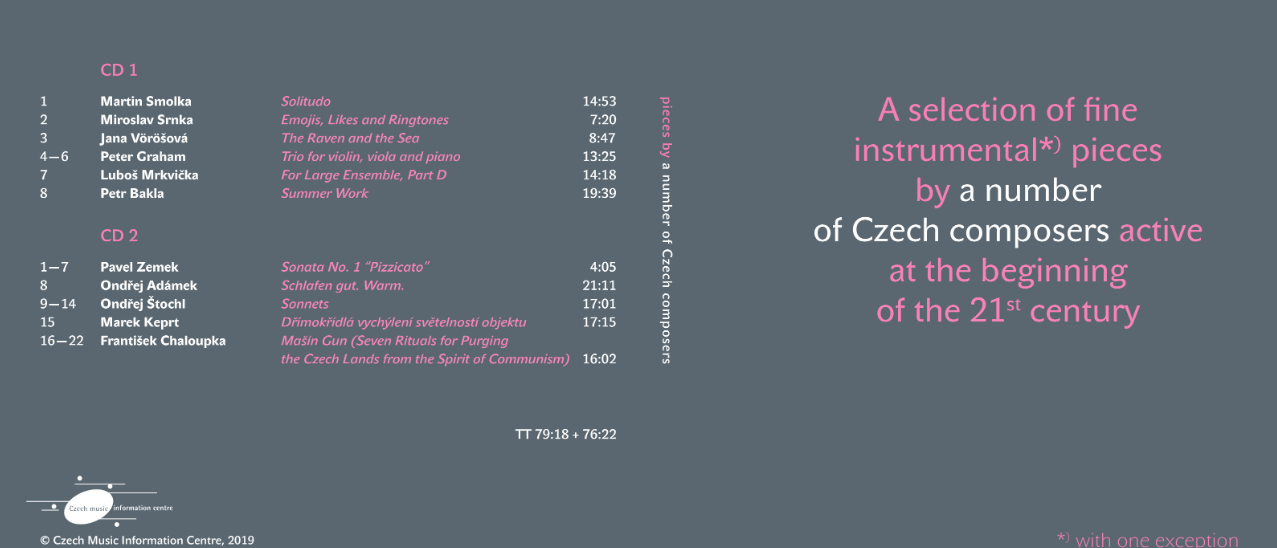 CD 1
1 Martin Smolka Solitudo 14:53
2 Miroslav Srnka Emojis, Likes and Ringtones 7:20
3 Jana Vöröšová The Raven and the Sea 8:47
4—6 Peter Graham Trio for violin, viola and piano 13:25
7 Luboš Mrkvička For Large Ensemble, Part D 14:18
8 Petr Bakla Summer Work 19:39
CD 2
1—7 Pavel Zemek Sonata No. 1 “Pizzicato” 4:05
8 Ondřej Adámek Schlafen gut. Warm. 21:11
9—14 Ondřej Štochl Sonnets 17:01
15 Marek Keprt Dřímokřídlá vychýlení světelností objektu 17:15
16—22 František Chaloupka Mašín Gun (Seven Rituals for Purging
the Czech Lands from the Spirit of Communism) 16:02
TT 79:18 + 76:22
Czech music information centre
© Czech Music Information Centre, 2019
pieces by a number of Czech composers
A selection of fine
instrumental*) pieces
by a number
of Czech composers active
at the beginning
of the 21st century
*) with one exception